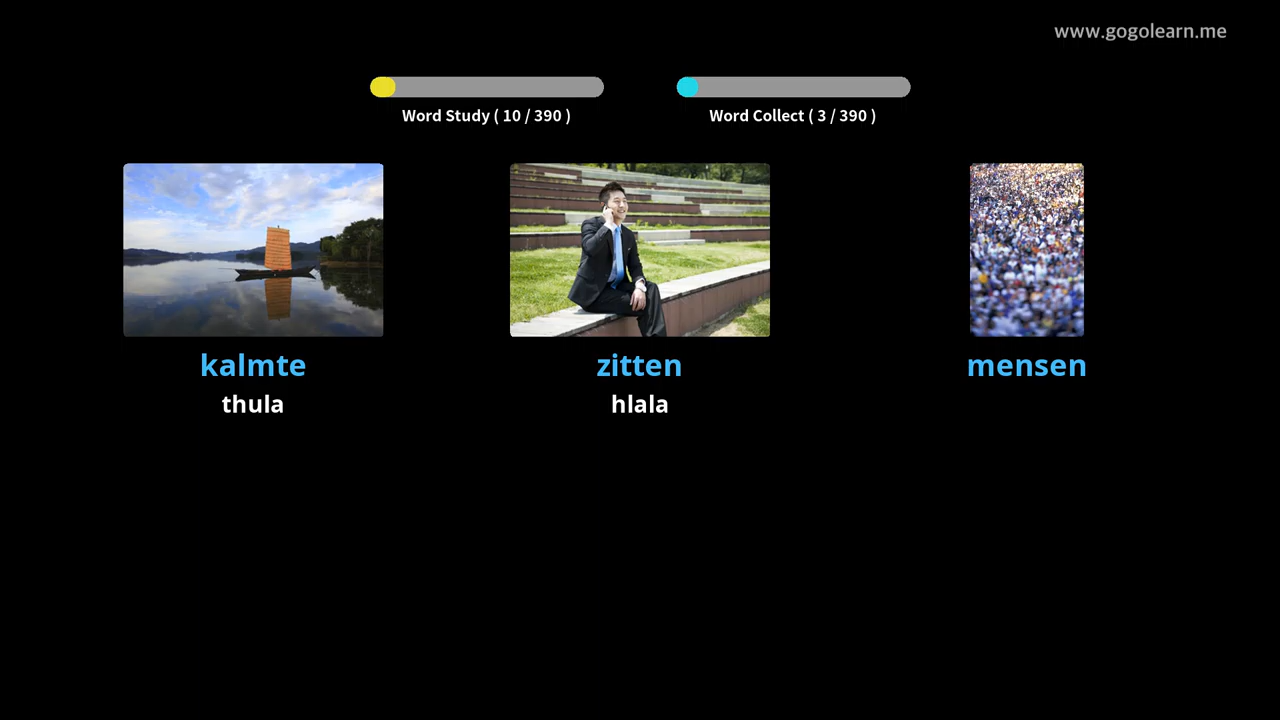 www.gogolearn.me
Word Study ( 10 / 390 )
Word Collect ( 3 / 390 )
kalmte
zitten
mensen
thula
hlala